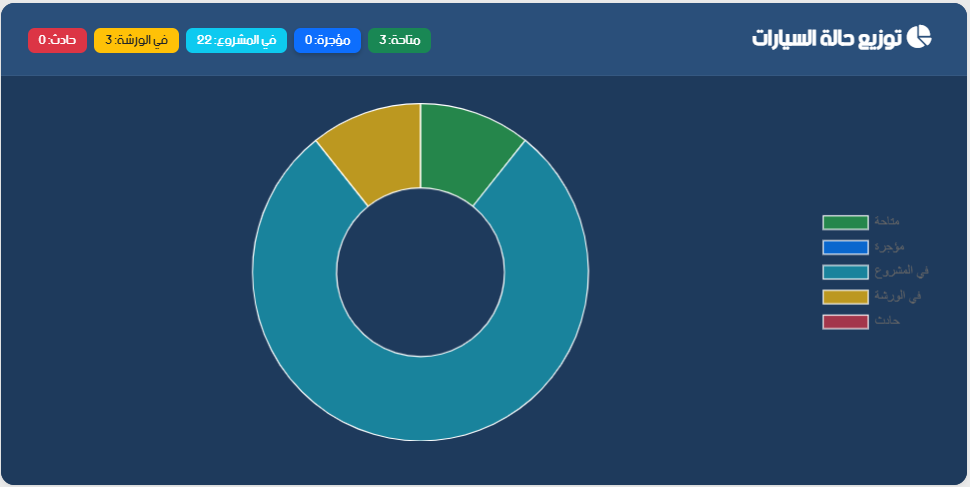 توزيع حالة السيارات
متاحة: 3
مؤجرة: 0
في المشروع: 22
في الورشة: 3
حادث: 0
متاحة
مؤجرة
في المشروع
في الورشة
حادث